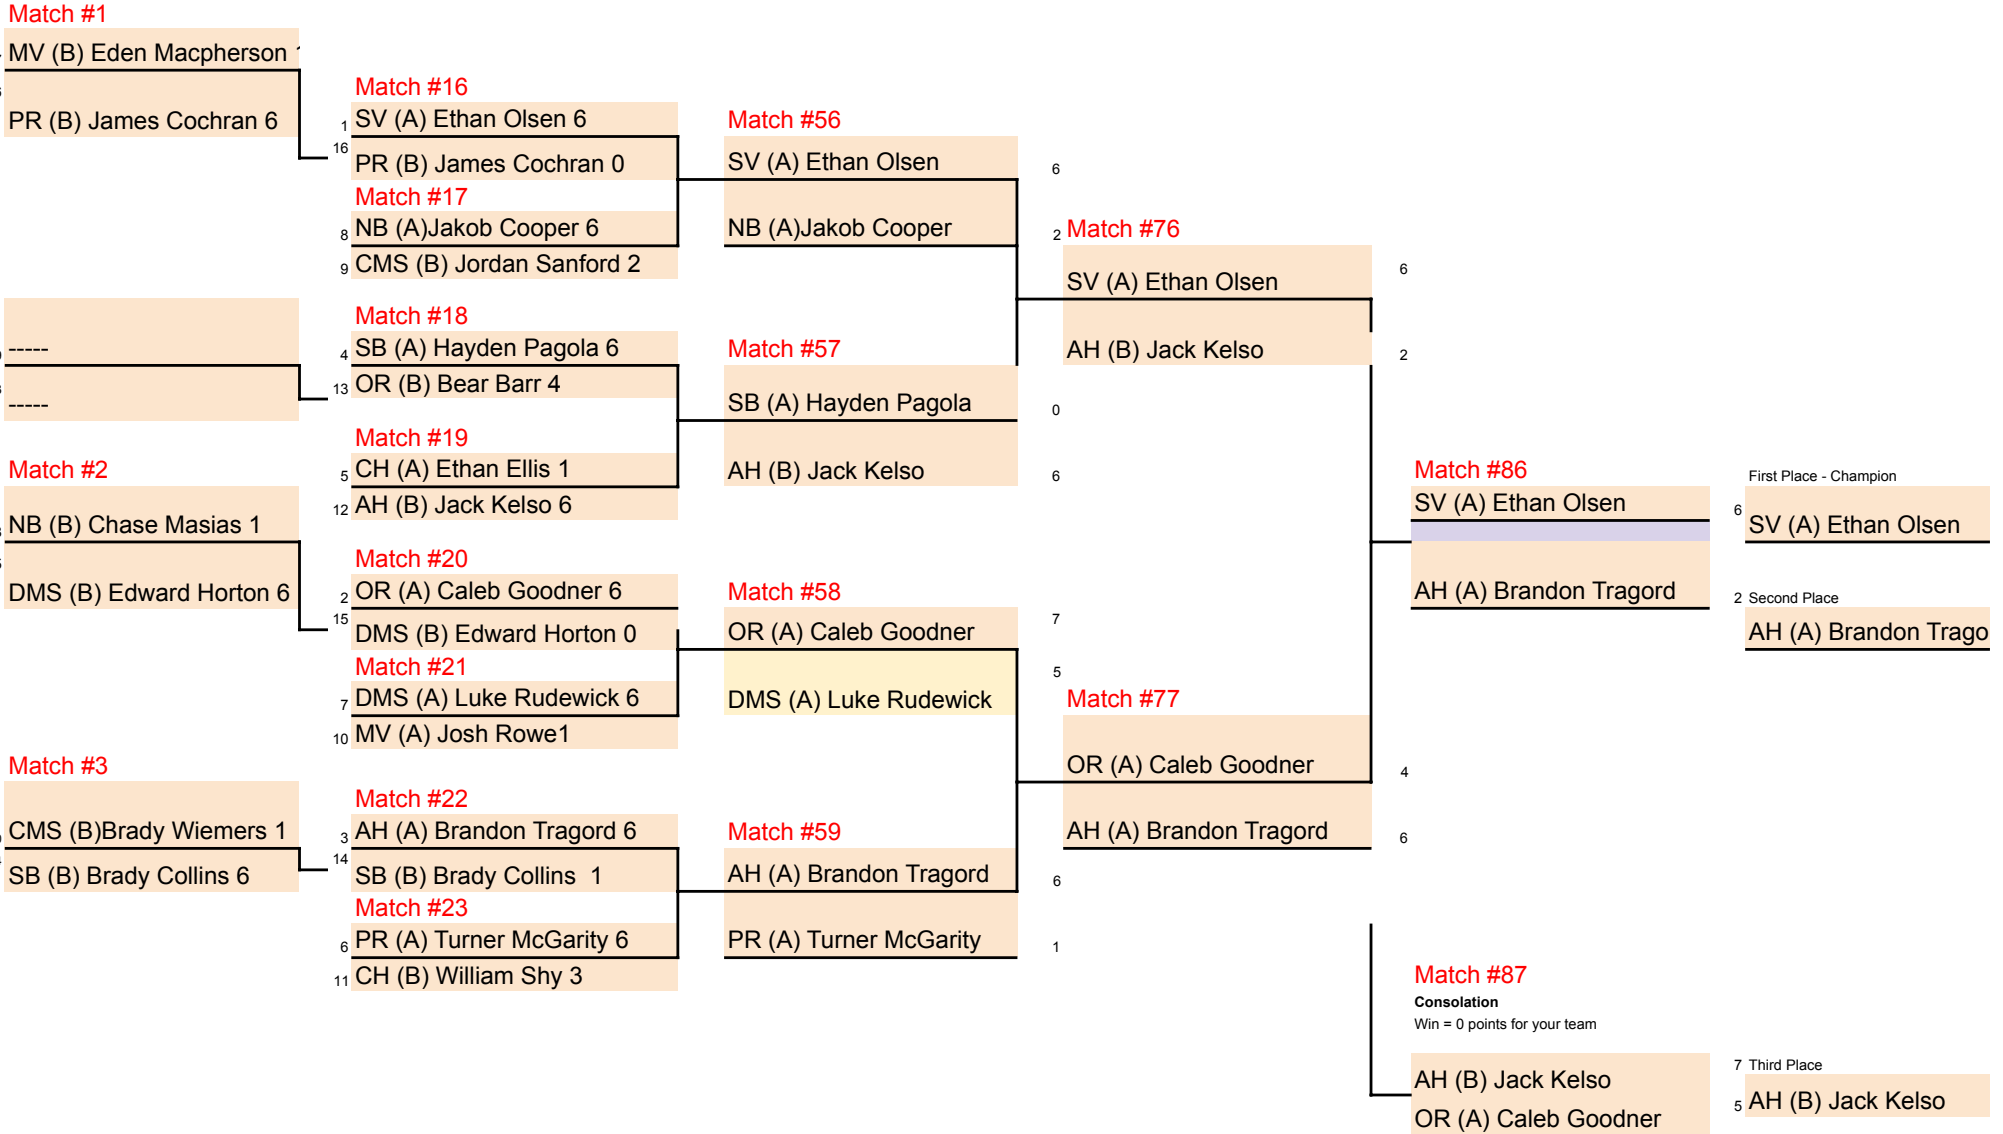 Match #1
MV (B) Eden Macpherson
PR (B) James Cochran 6
-----
-----
Match #2
NB (B) Chase Masias 1
DMS (B) Edward Horton 6
Match #3
CMS (B)Brady Wiemers 1
SB (B) Brady Collins 6
Match #16
1 SV (A) Ethan Olsen 6
16 PR (B) James Cochran 0
Match #17
8 NB (A)Jakob Cooper 6
9 CMS (B) Jordan Sanford 2
Match #18
4 SB (A) Hayden Pagola 6
13 OR (B) Bear Barr 4
Match #19
5 CH (A) Ethan Ellis 1
12 AH (B) Jack Kelso 6
Match #20
2 OR (A) Caleb Goodner 6
15 DMS (B) Edward Horton 0
Match #21
7 DMS (A) Luke Rudewick 6
10 MV (A) Josh Rowe1
Match #22
3 AH (A) Brandon Tragord 6
14 SB (B) Brady Collins 1
Match #23
6 PR (A) Turner McGarity 6
11 CH (B) William Shy 3
Match #56
SV (A) Ethan Olsen 6
NB (A)Jakob Cooper 2
Match #57
SB (A) Hayden Pagola 0
AH (B) Jack Kelso 6
Match #58
OR (A) Caleb Goodner 7
DMS (A) Luke Rudewick 5
Match #59
AH (A) Brandon Tragord 6
PR (A) Turner McGarity 1
Match #76
SV (A) Ethan Olsen 6
AH (B) Jack Kelso 2
Match #77
OR (A) Caleb Goodner 4
AH (A) Brandon Tragord 6
Match #86
SV (A) Ethan Olsen 6
AH (A) Brandon Tragord 2
First Place - Champion
SV (A) Ethan Olsen
Second Place
AH (A) Brandon Trago
Match #87
Consolation
Win = 0 points for your team
AH (B) Jack Kelso 7
OR (A) Caleb Goodner 5
Third Place
AH (B) Jack Kelso